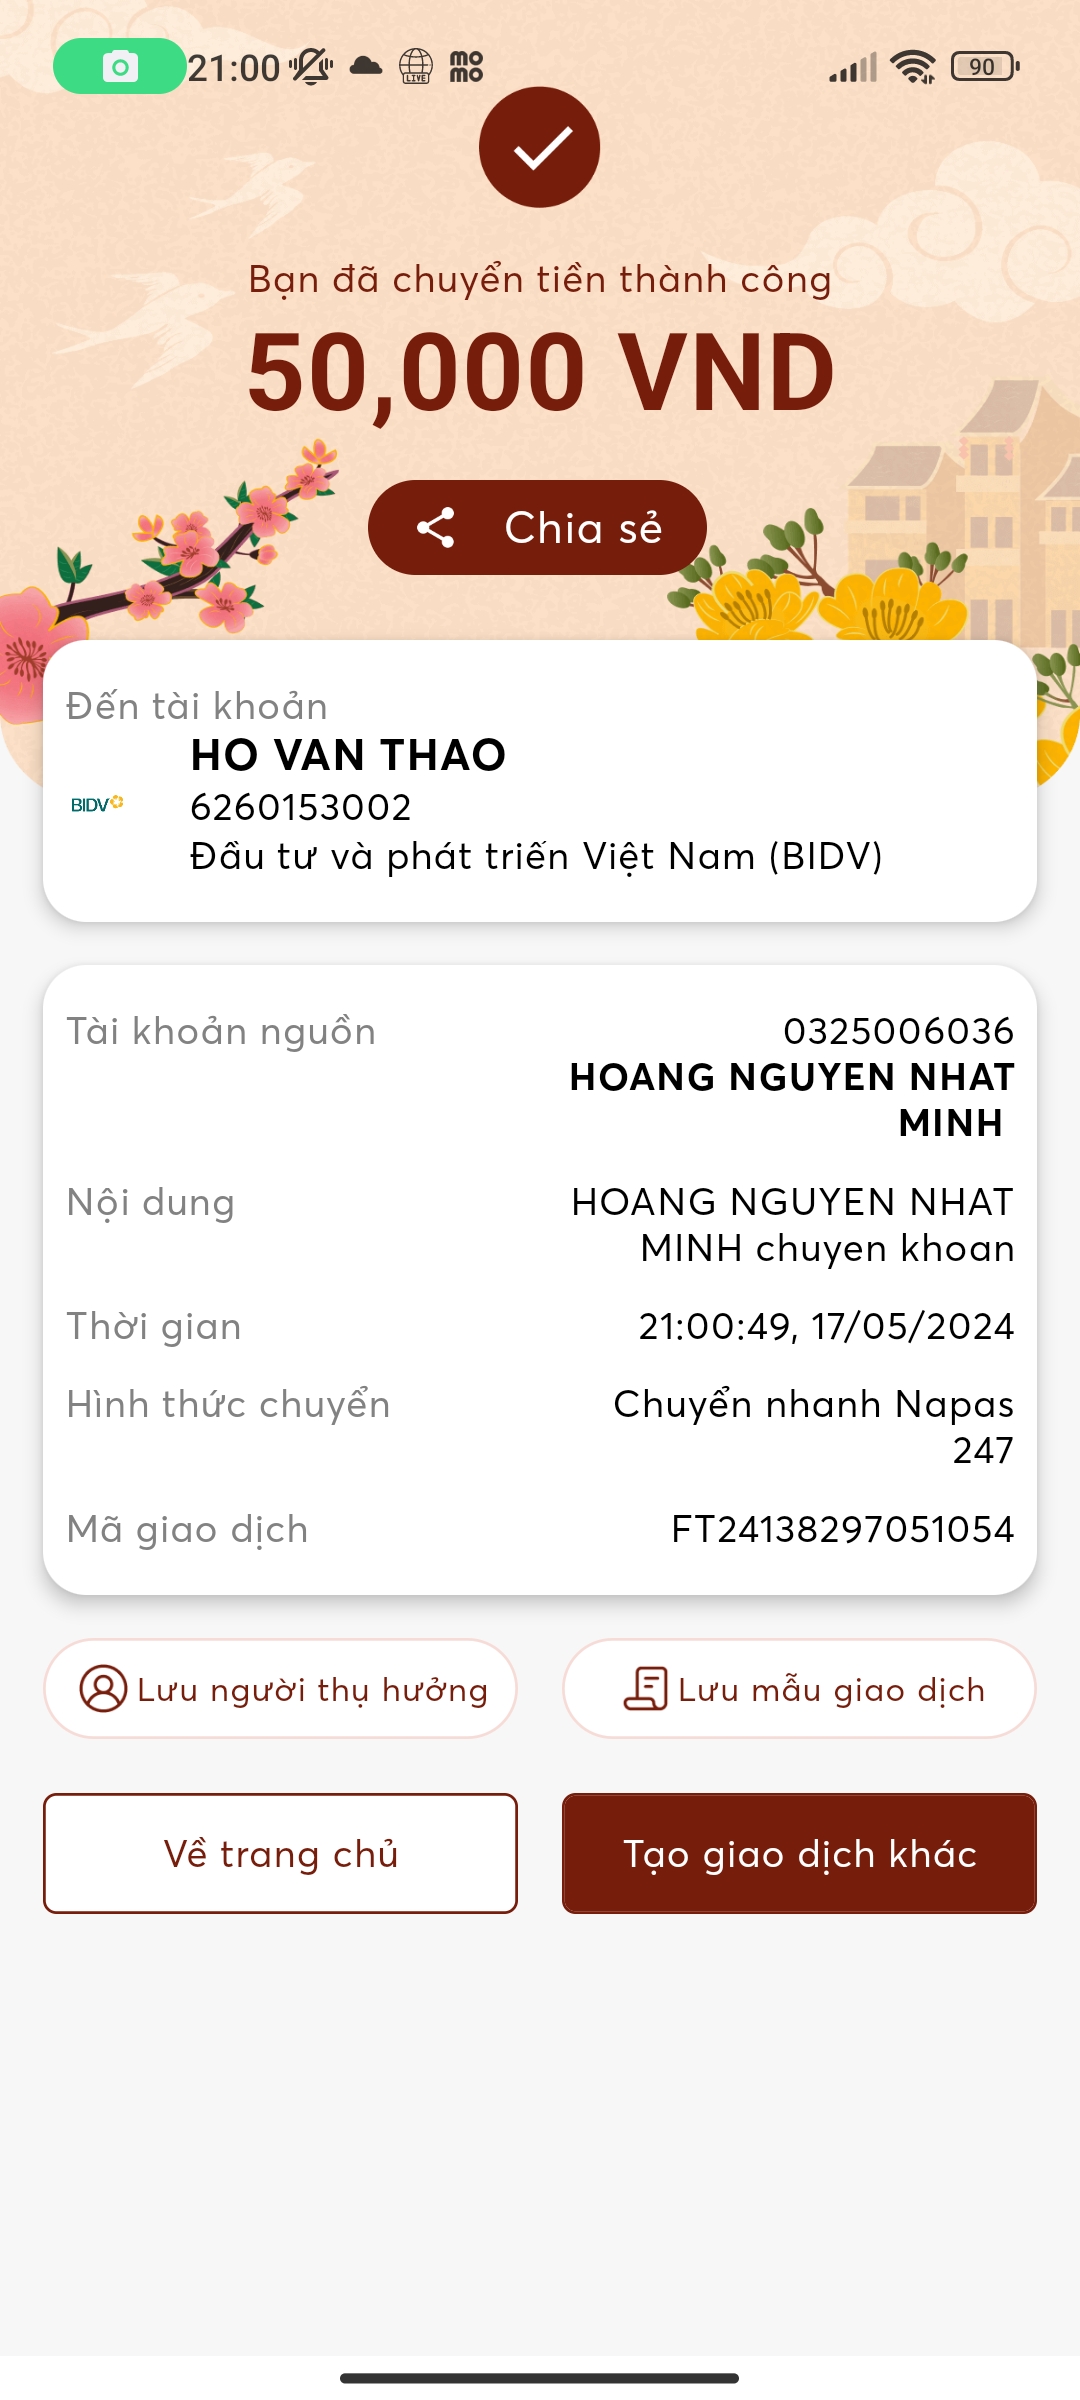 21:00
LIVE
MO
MO
90
Bạn đã chuyển tiền thành công
50,000 VND
Chia sẻ
Đến tài khoản
HO VAN THAO
BIDV
6260153002
Đầu tư và phát triển Việt Nam (BIDV)
Tài khoản nguồn
0325006036
HOANG NGUYEN NHAT
MINH
Nội dung
HOANG NGUYEN NHAT
MINH chuyen khoan
Thời gian
21:00:49, 17/05/2024
Hình thức chuyển
Chuyển nhanh Napas
247
Mã giao dịch
FT24138297051054
Lưu người thụ hưởng
Lưu mẫu giao dịch
Về trang chủ
Tạo giao dịch khác